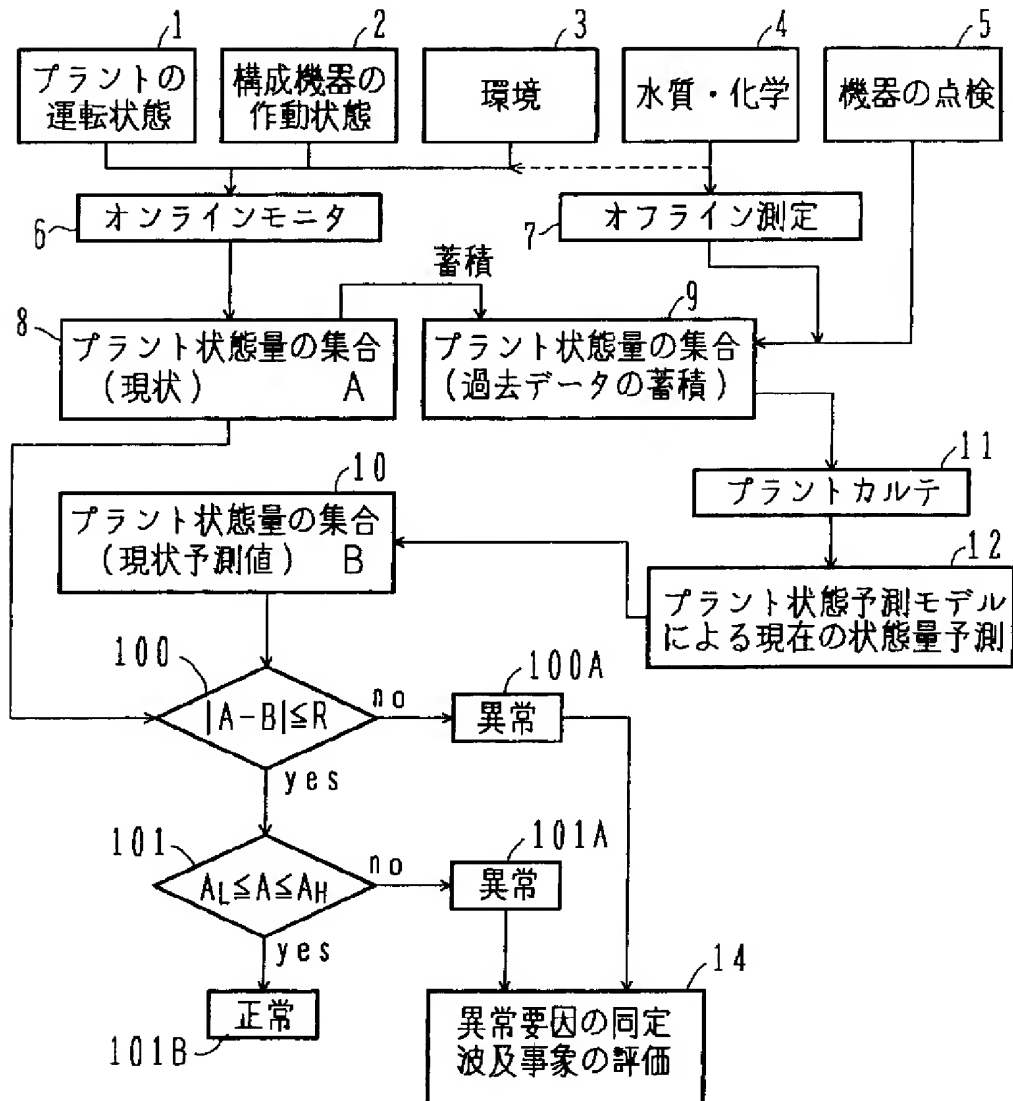 1
プラントの
運転状態
2
構成機器の
作動状態
3
環境
4
水質・化学
5
機器の点検
6
オンラインモニタ
7
オフライン測定
蓄積
8
プラント状態量の集合
(現状) A
9
プラント状態量の集合
(過去データの蓄積)
10
プラント状態量の集合
(現状予測値) B
11
プラントカルテ
12
プラント状態予測モデル
による現在の状態量予測
100
|A-B|≦R
no
100A
異常
yes
101
AL≦A≦AH
no
101A
異常
yes
正常
101B
14
異常要因の同定
波及事象の評価